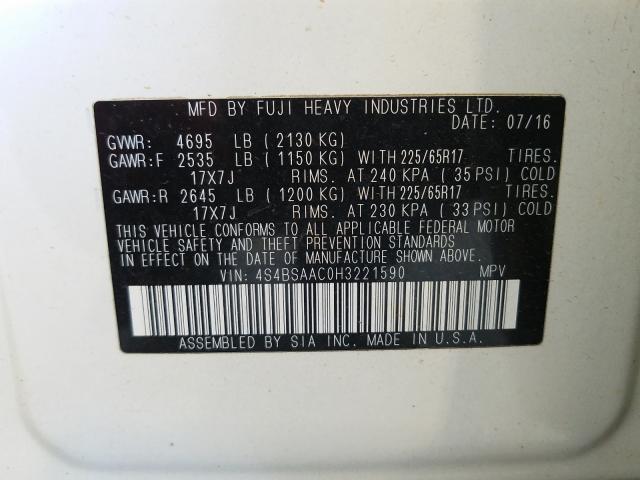 MFD BY FUJI HEAVY INDUSTRIES LTD.
DATE: 07/16
GVWR: 4695 LB ( 2130 KG)
GAWR:F 2535 LB ( 1150 KG) WITH 225/65R17 TIRES.
17X7J RIMS. AT 240 KPA ( 35 PSI) COLD
GAWR:R 2645 LB ( 1200 KG) WITH 225/65R17 TIRES.
17X7J RIMS. AT 230 KPA ( 33 PSI) COLD
THIS VEHICLE CONFORMS TO ALL APPLICABLE FEDERAL MOTOR
VEHICLE SAFETY AND THEFT PREVENTION STANDARDS
IN EFFECT ON THE DATE OF MANUFACTURE SHOWN ABOVE.
VIN: 4S4BSAAC0H3221590 MPV
ASSEMBLED BY SIA INC. MADE IN U.S.A.